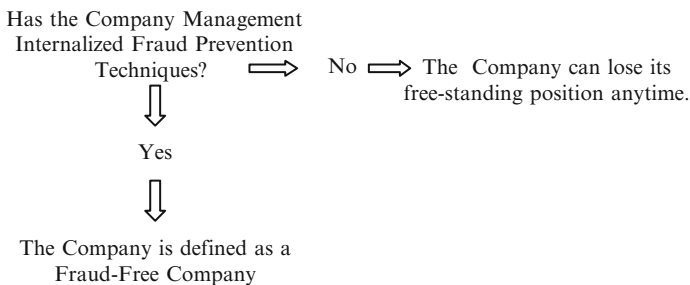 Has the Company Management
Internalized Fraud Prevention
Techniques?
No
The Company can lose its
free-standing position anytime.
Yes
The Company is defined as a
Fraud-Free Company